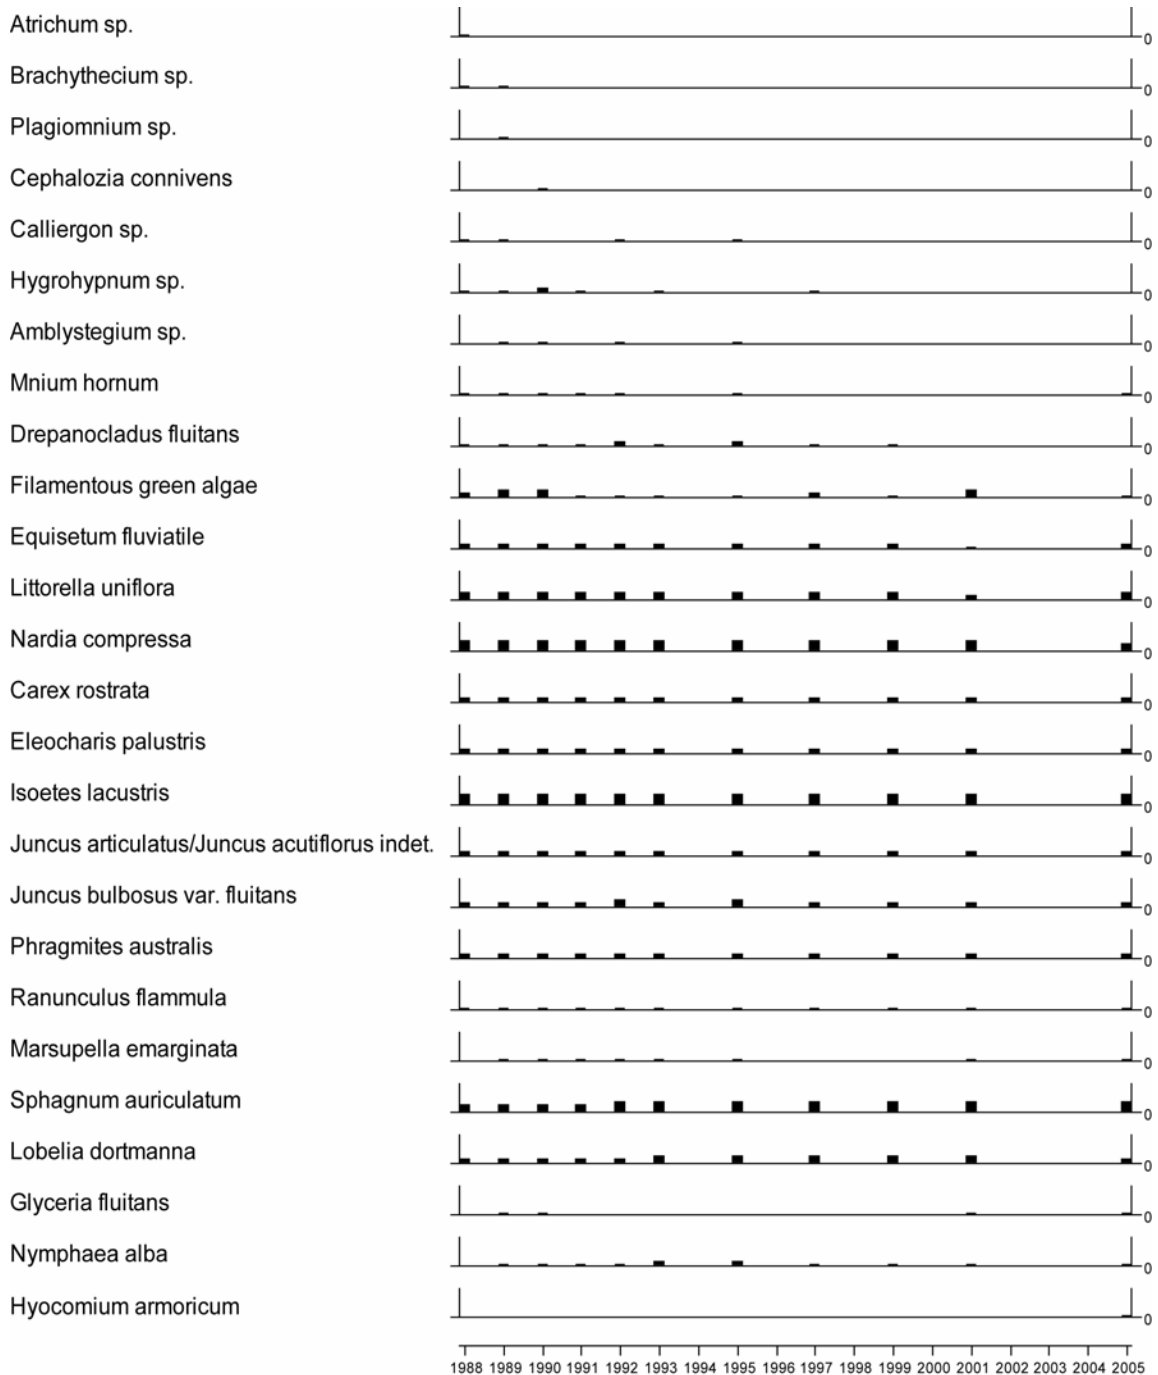 Atrichum sp.
0
Brachythecium sp.
0
Plagiomnium sp.
0
Cephalozia connivens
0
Calliergon sp.
0
Hygrohypnum sp.
0
Amblystegium sp.
0
Mnium hornum
0
Drepanocladus fluitans
0
Filamentous green algae
0
Equisetum fluviatile
0
Littorella uniflora
0
Nardia compressa
0
Carex rostrata
0
Eleocharis palustris
0
Isoetes lacustris
0
Juncus articulatus/Juncus acutiflorus indet.
0
Juncus bulbosus var. fluitans
0
Phragmites australis
0
Ranunculus flammula
0
Marsupella emarginata
0
Sphagnum auriculatum
0
Lobelia dortmanna
0
Glyceria fluitans
0
Nymphaea alba
0
Hyocomium armoricum
0
1988 1989 1990 1991 1992 1993 1994 1995 1996 1997 1998 1999 2000 2001 2002 2003 2004 2005